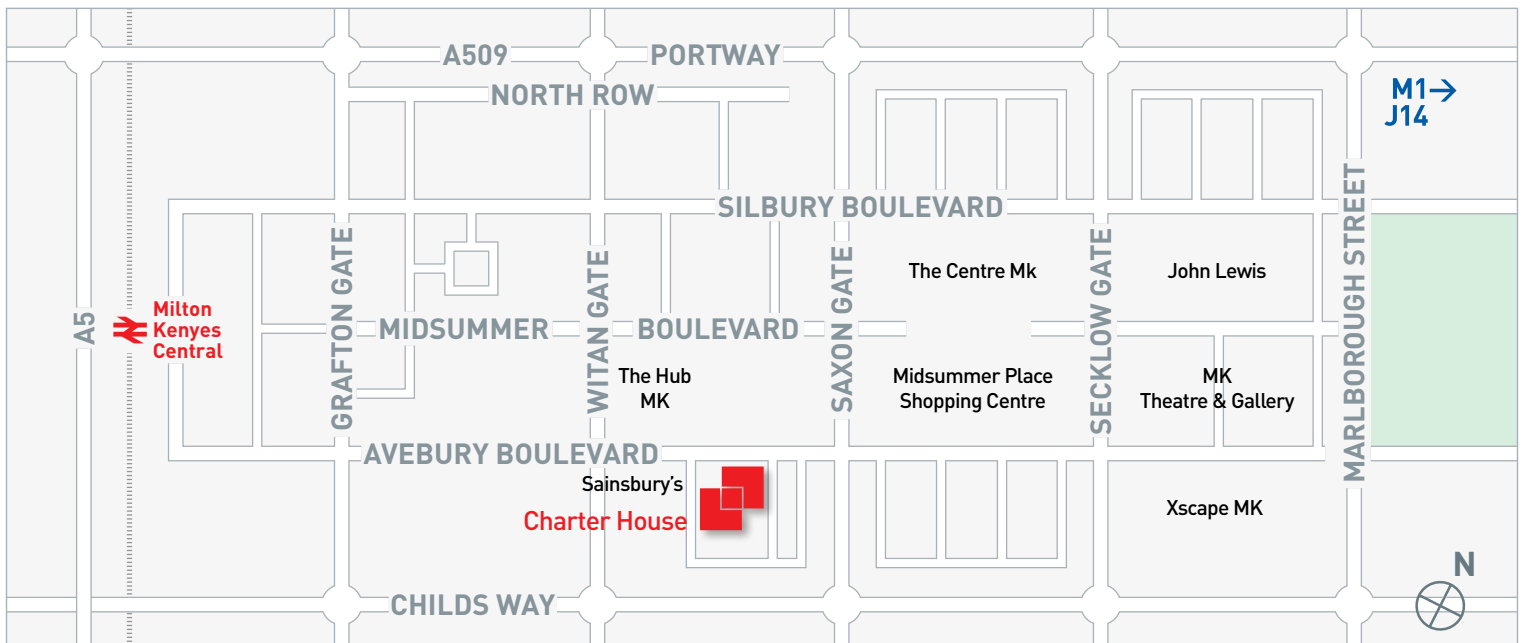 A509
PORTWAY
NORTH ROW
M1
J14
SILBURY BOULEVARD
GRAFTON GATE
WITAN GATE
SAXON GATE
SECKLOW GATE
MARLBOROUGH STREET
The Centre Mk
John Lewis
A5
Milton
Kenyes
Central
MIDSUMMER
BOULEVARD
The Hub
MK
Midsummer Place
Shopping Centre
MK
Theatre & Gallery
AVEBURY BOULEVARD
Sainsbury's
Charter House
Xscape MK
N
CHILDS WAY